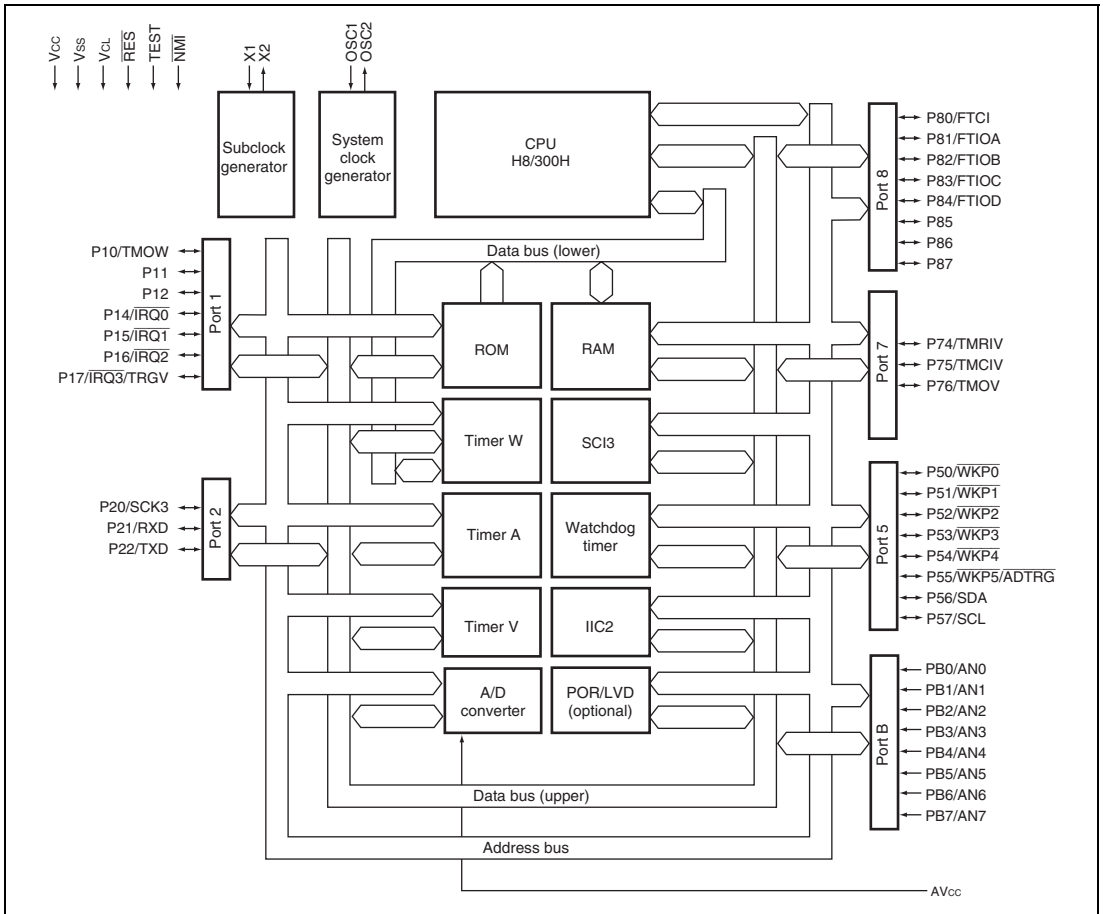 VCC
VSS
VCL
RES
TEST
NMI
X1
X2
OSC1
OSC2
Subclock
generator
System
clock
generator
CPU
H8/300H
Port 8
P80/FTCI
P81/FTIOA
P82/FTIOB
P83/FTIOC
P84/FTIOD
P85
P86
P87
Data bus (lower)
P10/TMOW
P11
P12
P14/IRQ0
P15/IRQ1
P16/IRQ2
P17/IRQ3/TRGV
Port 1
ROM
RAM
Port 7
P74/TMRIV
P75/TMCIV
P76/TMOV
Timer W
SCI3
P20/SCK3
P21/RXD
P22/TXD
Port 2
Timer A
Watchdog
timer
Port 5
P50/WKP0
P51/WKP1
P52/WKP2
P53/WKP3
P54/WKP4
P55/WKP5/ADTRG
P56/SDA
P57/SCL
Timer V
IIC2
A/D
converter
POR/LVD
(optional)
Port B
PB0/AN0
PB1/AN1
PB2/AN2
PB3/AN3
PB4/AN4
PB5/AN5
PB6/AN6
PB7/AN7
Data bus (upper)
Address bus
AVCC